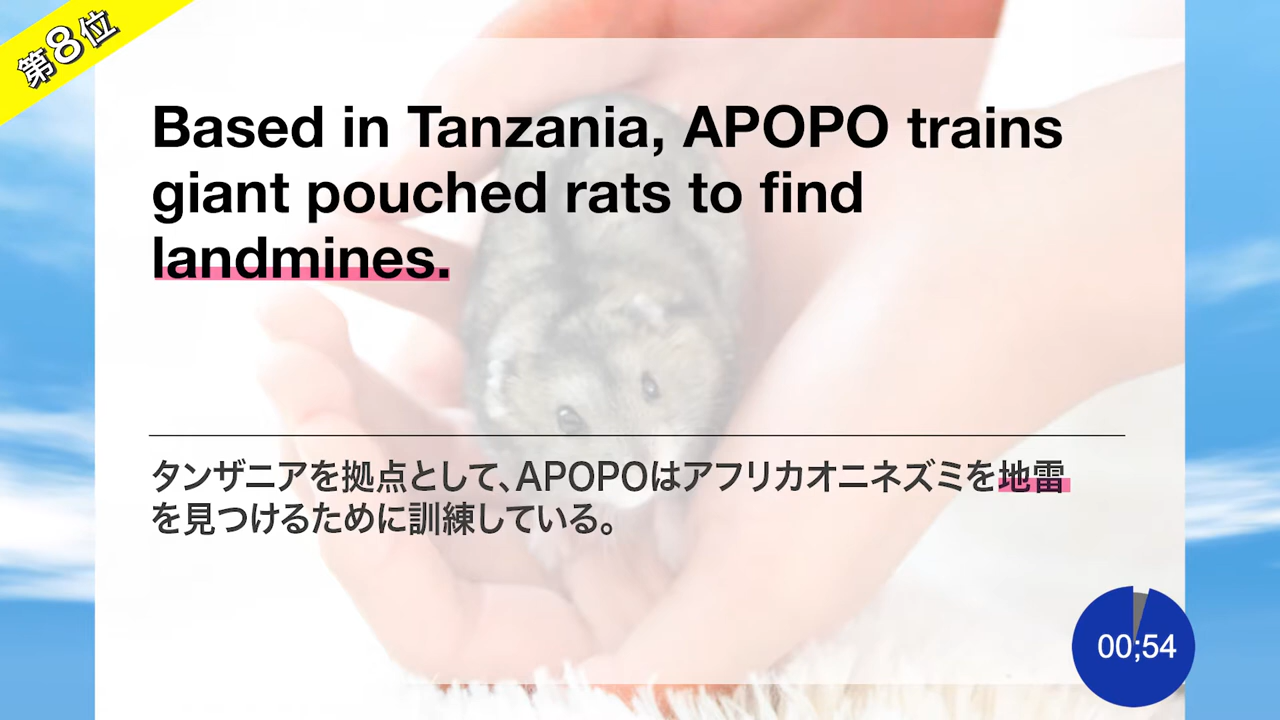 第8位
Based in Tanzania, APOPO trains
giant pouched rats to find
landmines.
タンザニアを拠点として、APOPOはアフリカオニネズミを地雷
を見つけるために訓練している。
00;54